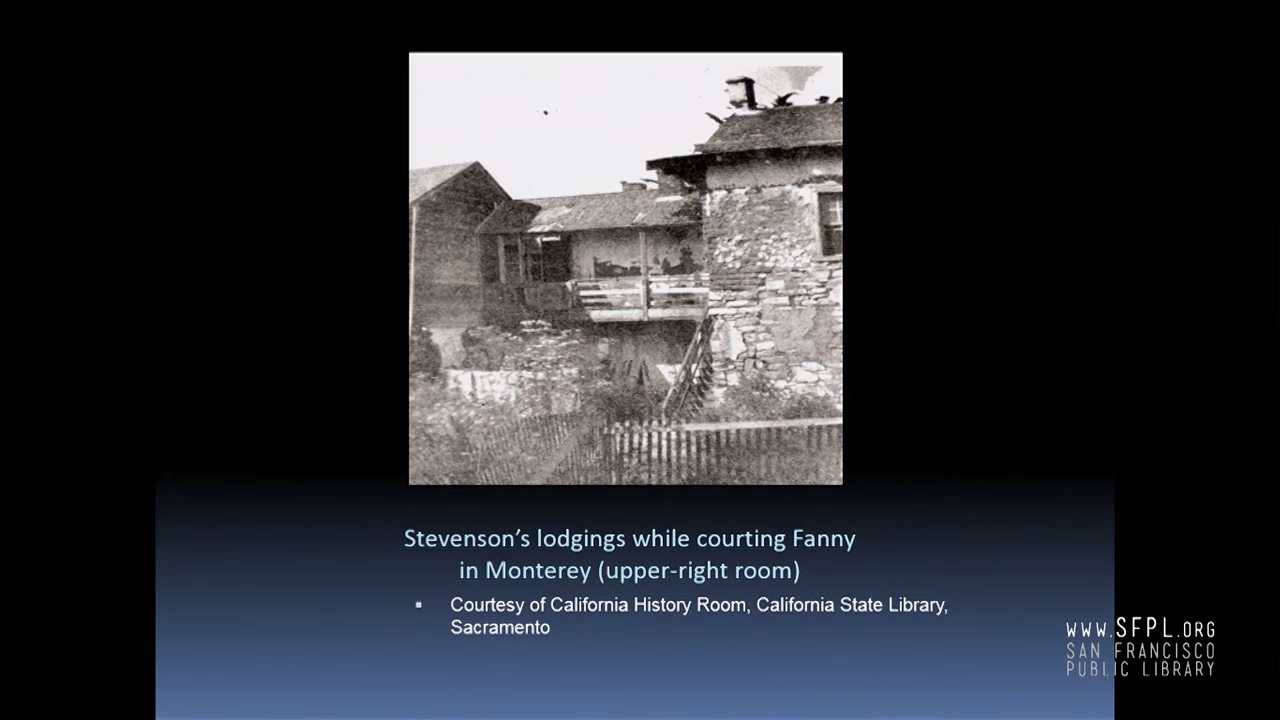 Stevenson’s lodgings while courting Fanny
in Monterey (upper-right room)
▪ Courtesy of California History Room, California State Library,
Sacramento
WWW.SFPL.ORG
SAN FRANCISCO
PUBLIC LIBRARY